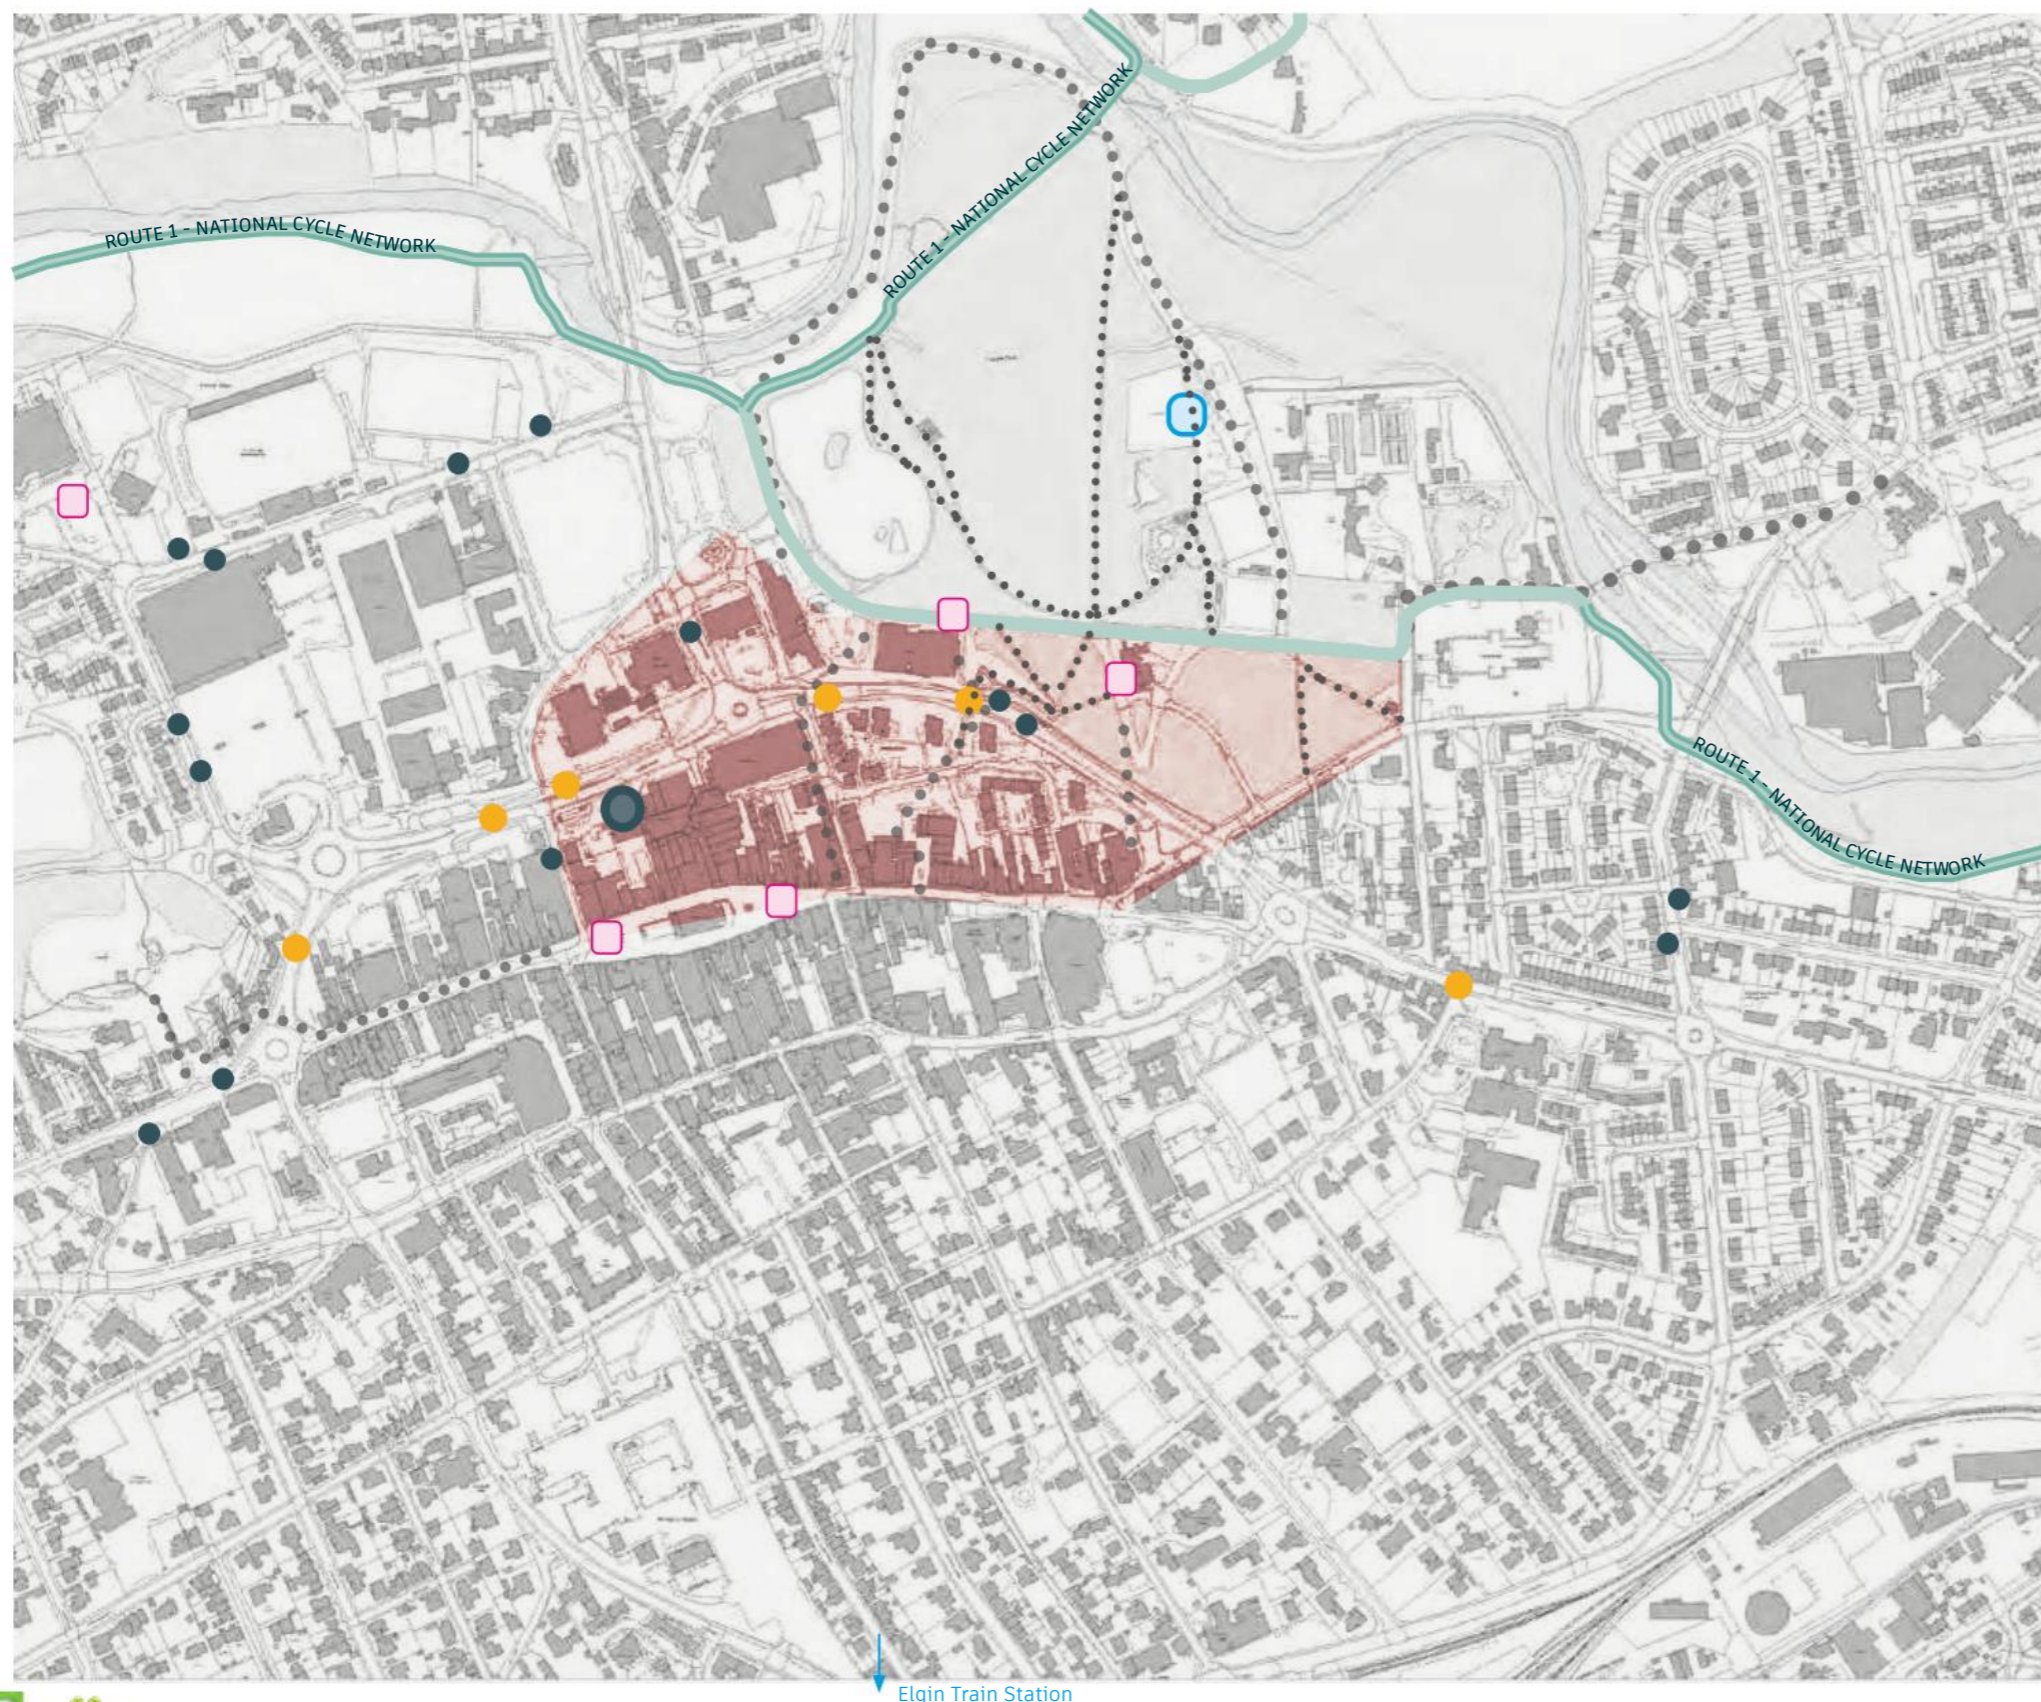 ROUTE 1 - NATIONAL CYCLE NETWORK
ROUTE 1 - NATIONAL CYCLE NETWORK
ROUTE 1 - NATIONAL CYCLE NETWORK
Elgin Train Station